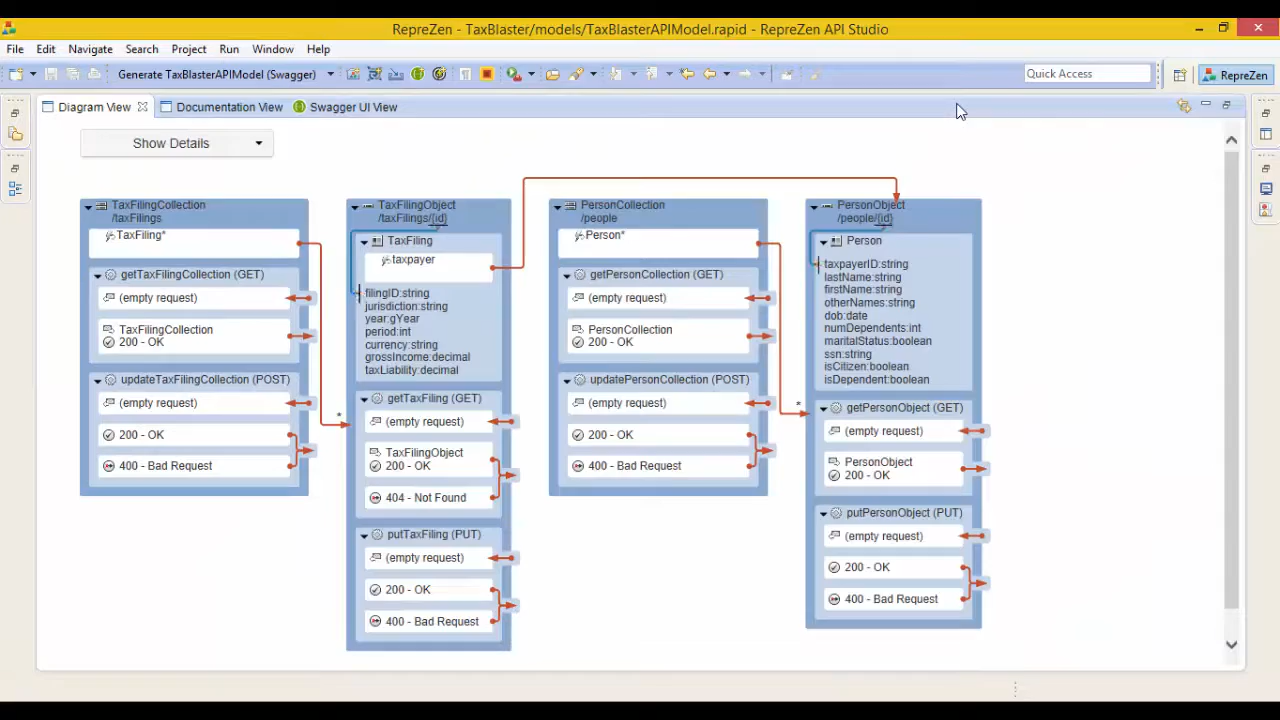 RepreZen - TaxBlaster/models/TaxBlasterAPIModel.rapid - RepreZen API Studio
File Edit Navigate Search Project Run Window Help
Generate TaxBlasterAPIModel (Swagger)
Quick Access
RepreZen
Diagram View
Documentation View
Swagger UI View
Show Details
TaxFilingCollection
/taxFilings
TaxFiling*
getTaxFilingCollection (GET)
(empty request)
TaxFilingCollection
200 - OK
updateTaxFilingCollection (POST)
(empty request)
200 - OK
400 - Bad Request
*
TaxFilingObject
/taxFilings/{id}
TaxFiling
taxpayer
filingID:string
jurisdiction:string
year:gYear
period:int
currency:string
grossIncome:decimal
taxLiability:decimal
getTaxFiling (GET)
(empty request)
TaxFilingObject
200 - OK
404 - Not Found
putTaxFiling (PUT)
(empty request)
200 - OK
400 - Bad Request
PersonCollection
/people
Person*
getPersonCollection (GET)
(empty request)
PersonCollection
200 - OK
updatePersonCollection (POST)
(empty request)
200 - OK
400 - Bad Request
*
PersonObject
/people/{id}
Person
taxpayerID:string
lastName:string
firstName:string
otherNames:string
dob:date
numDependents:int
maritalStatus:boolean
ssn:string
isCitizen:boolean
isDependent:boolean
getPersonObject (GET)
(empty request)
PersonObject
200 - OK
putPersonObject (PUT)
(empty request)
200 - OK
400 - Bad Request